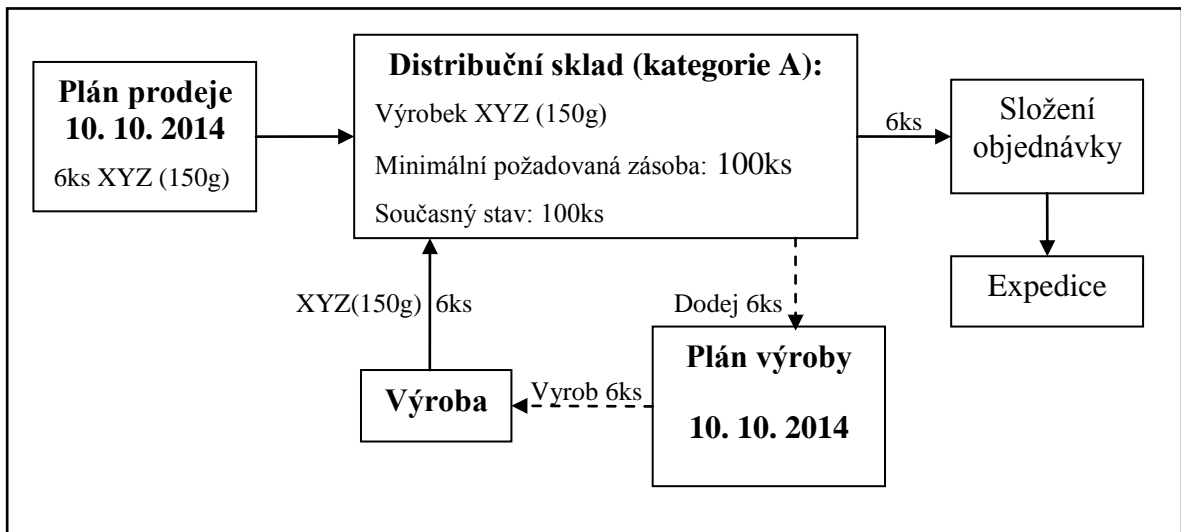 Plán prodeje
10. 10. 2014
6ks XYZ (150g)
Distribuční sklad (kategorie A):
Výrobek XYZ (150g)
Minimální požadovaná zásoba: 100ks
Současný stav: 100ks
6ks
Složení
objednávky
Expedice
XYZ(150g) 6ks
Dodej 6ks
Výroba
Vyrob 6ks
Plán výroby
10. 10. 2014